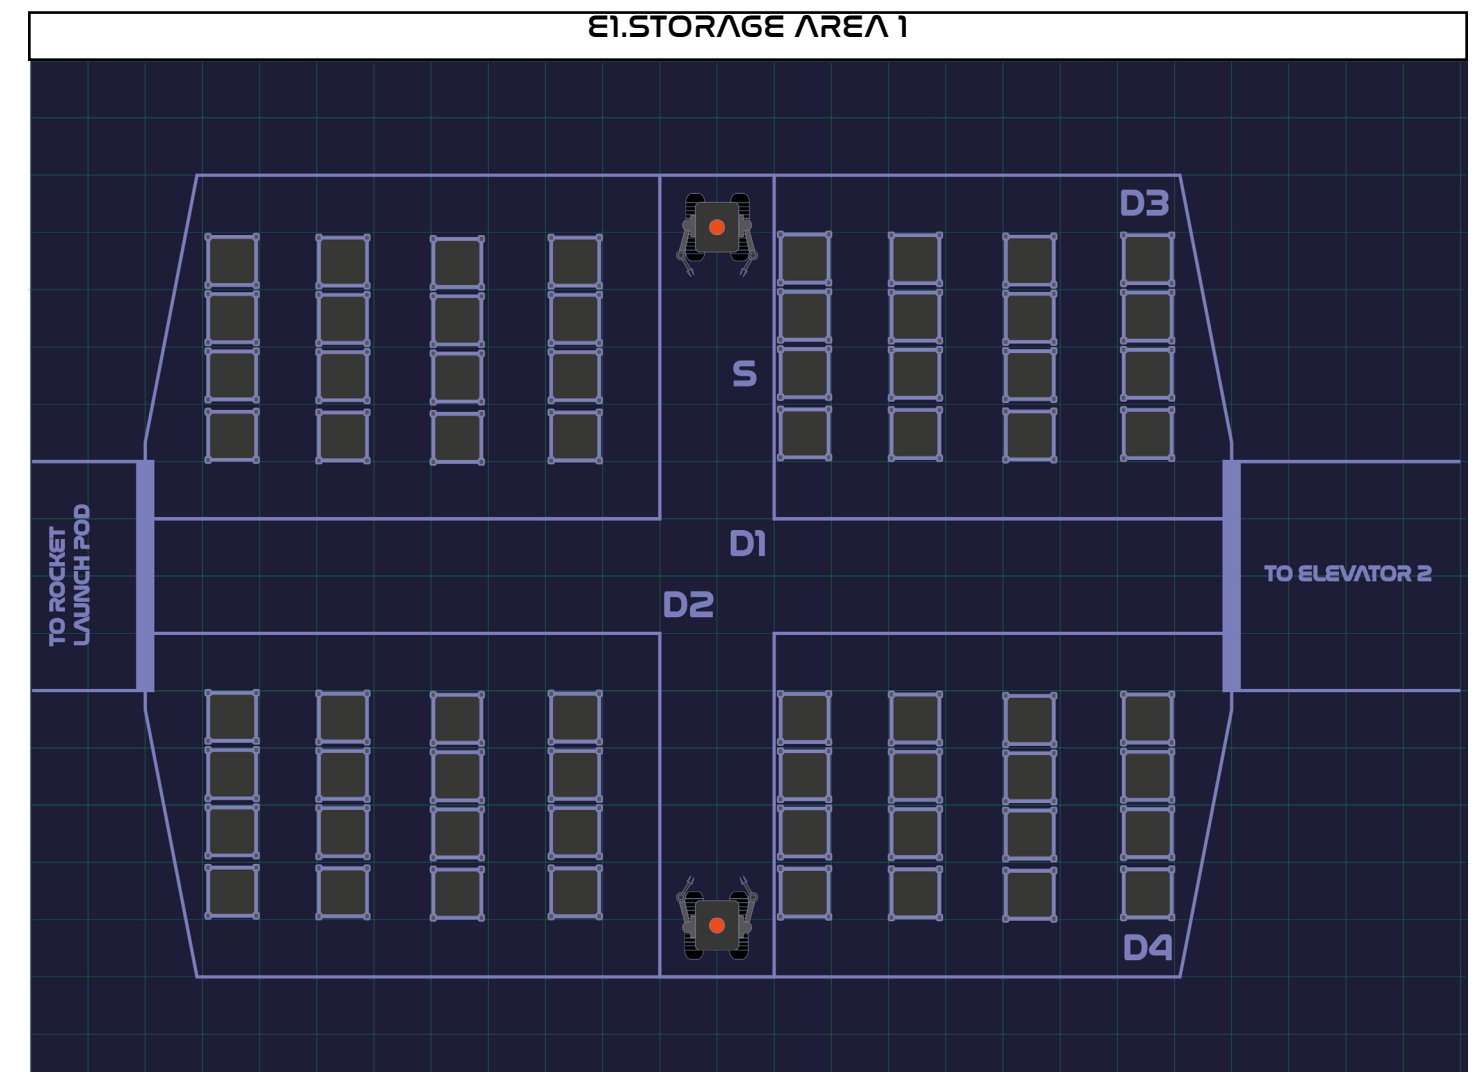 E1.STORAGE AREA 1
D3
S
D1
TO ROCKET
LAUNCH POD
TO ELEVATOR 2
D2
D4